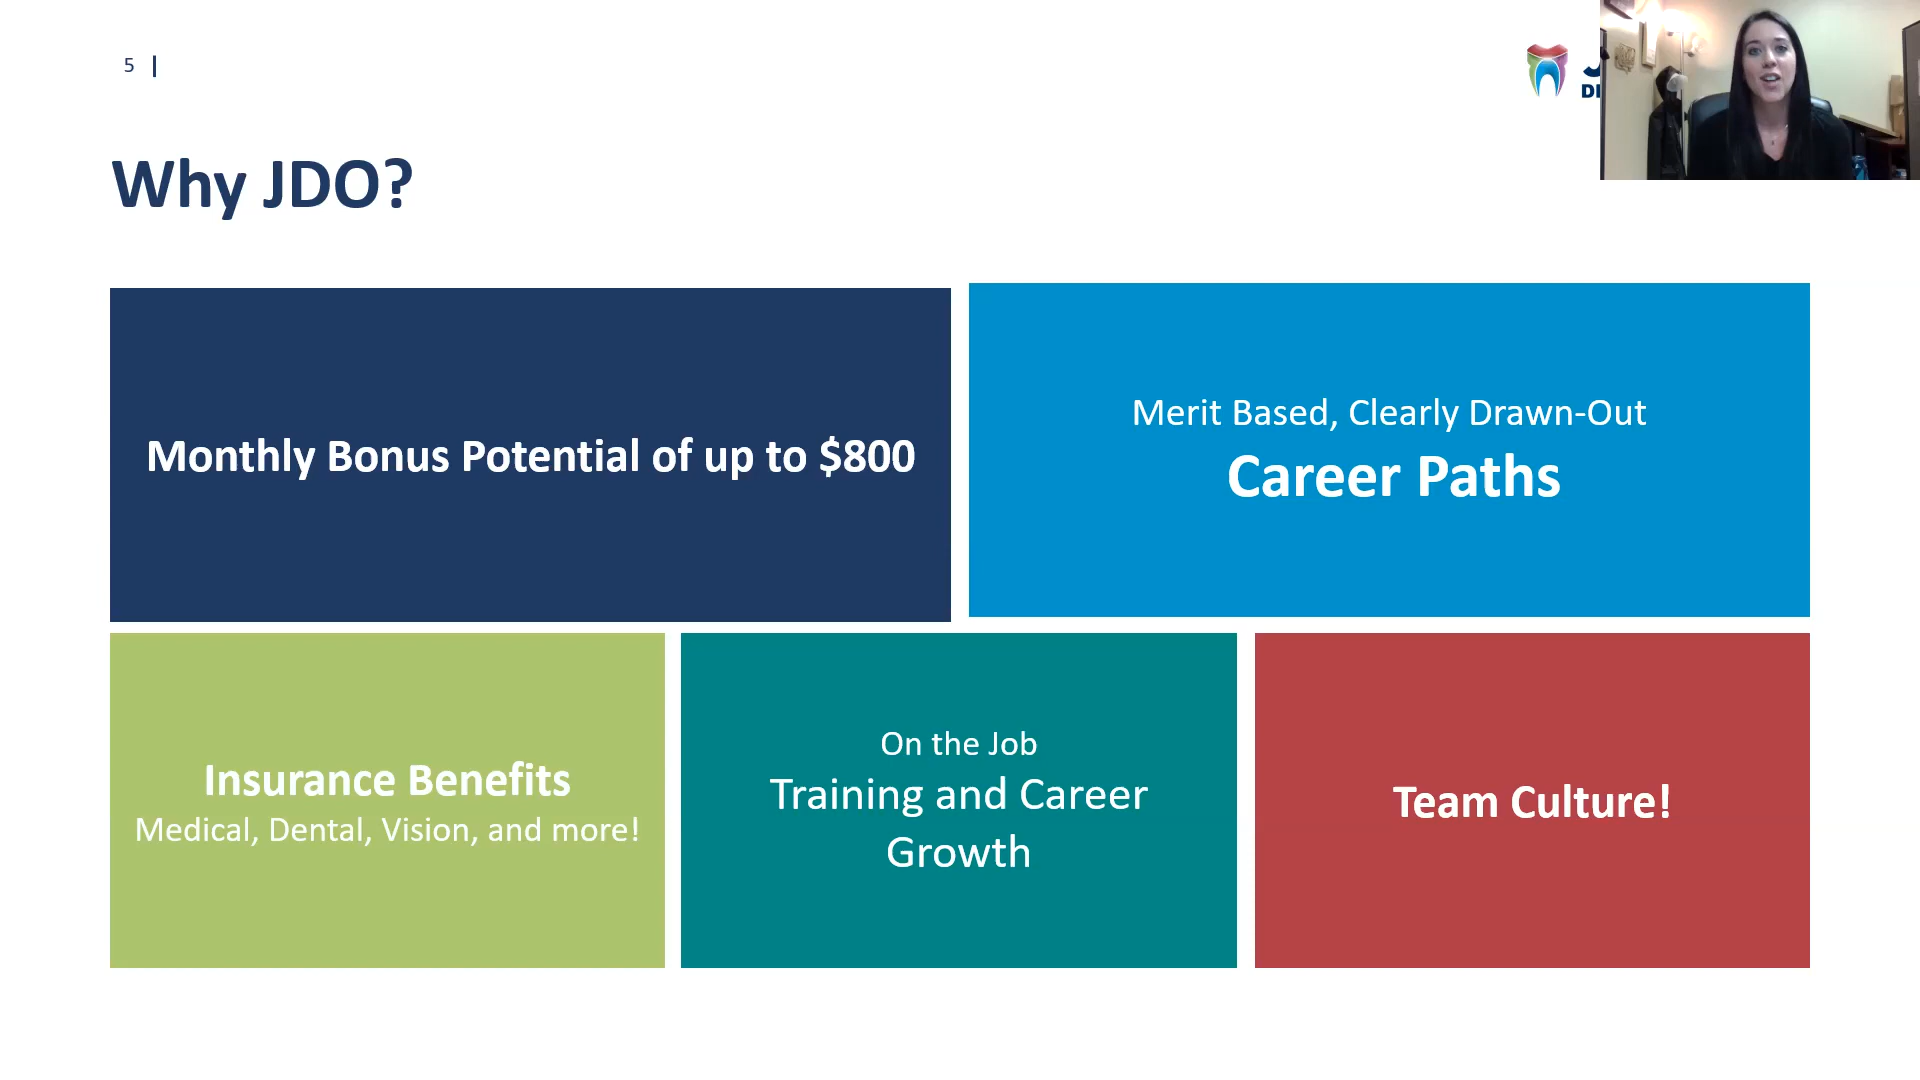 5
Why JDO?
Monthly Bonus Potential of up to $800
Merit Based, Clearly Drawn-Out
Career Paths
Insurance Benefits
Medical, Dental, Vision, and more!
On the Job
Training and Career
Growth
Team Culture!